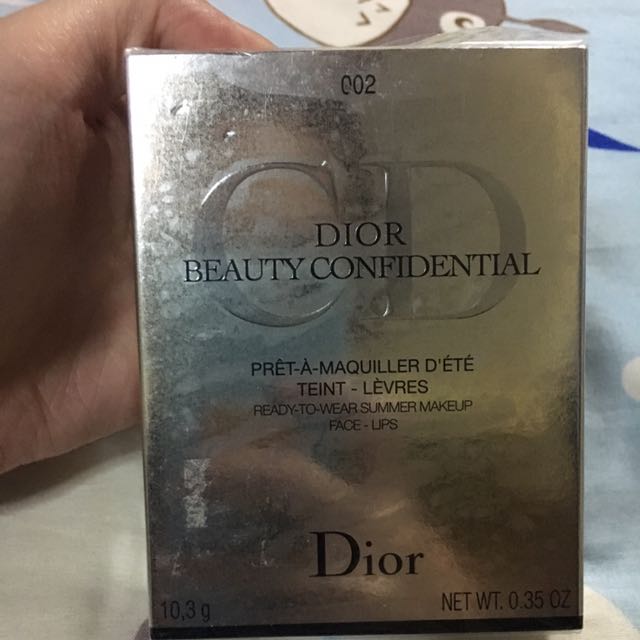 002
CD
DIOR
BEAUTY CONFIDENTIAL
PRÊT-À-MAQUILLER D'ÉTÉ
TEINT - LÈVRES
READY-TO-WEAR SUMMER MAKEUP
FACE - LIPS
Dior
10,3 g NET WT. 0.35 OZ